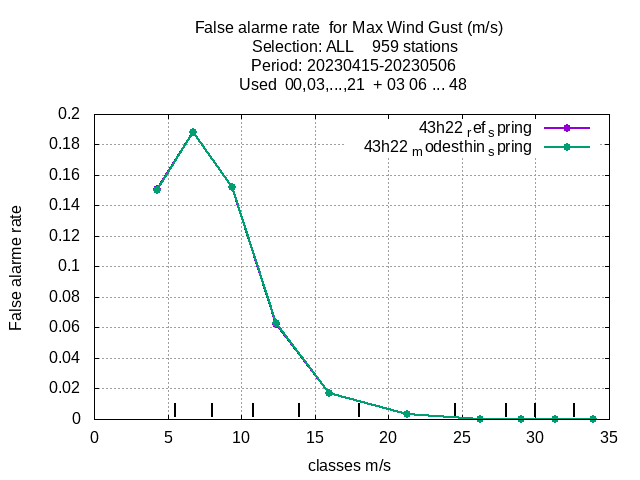 False alarme rate  for Max Wind Gust (m/s)
Selection: ALL    959 stations
Period: 20230415-20230506
Used  00,03,...,21  + 03 06 ... 48
43h22 ref spring
43h22 modesthin spring
False alarme rate
0.2
0.18
0.16
0.14
0.12
0.1
0.08
0.06
0.04
0.02
0
0 5 10 15 20 25 30 35
classes m/s